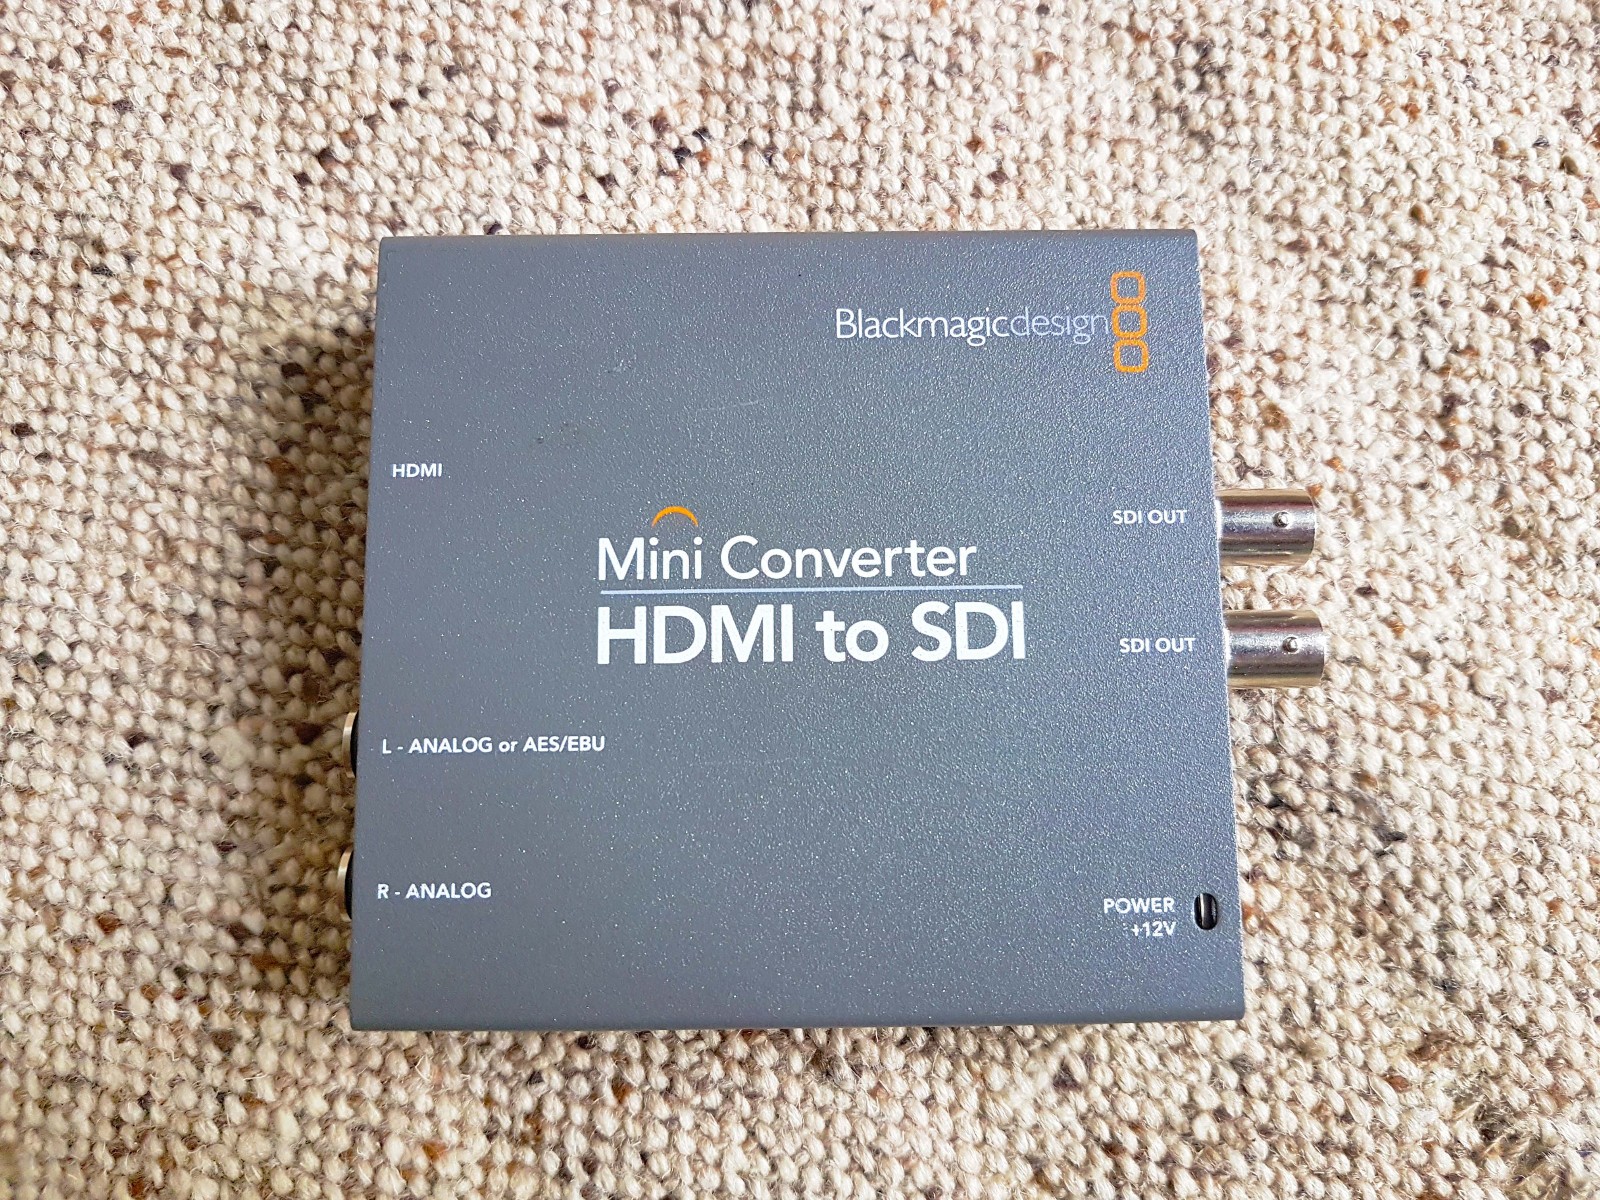 Blackmagicdesign
HDMI
SDI OUT
Mini Converter
HDMI to SDI
SDI OUT
L - ANALOG or AES/EBU
R - ANALOG
POWER
+12V